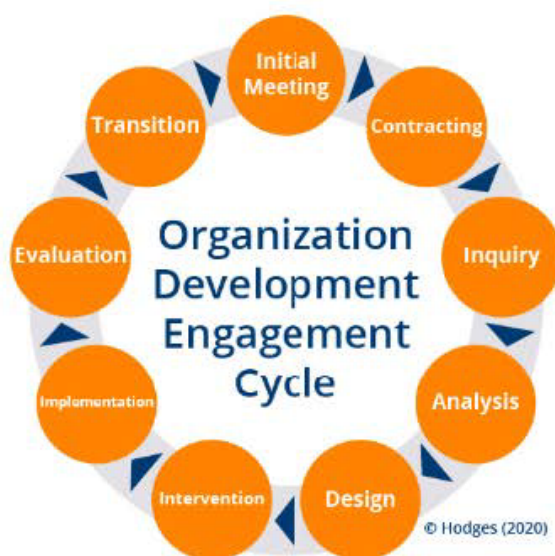 Initial
Meeting
Contracting
Inquiry
Analysis
Design
Intervention
Implementation
Evaluation
Transition
Organization
Development
Engagement
Cycle
© Hodges (2020)